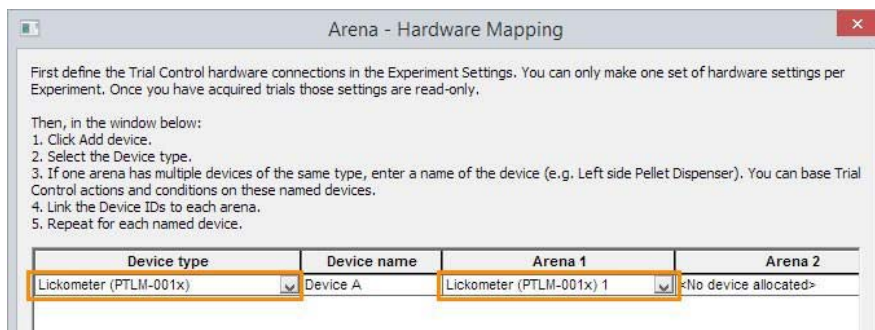 Arena - Hardware Mapping
First define the Trial Control hardware connections in the Experiment Settings. You can only make one set of hardware settings per
Experiment. Once you have acquired trials those settings are read-only.
Then, in the window below:
1. Click Add device.
2. Select the Device type.
3. If one arena has multiple devices of the same type, enter a name of the device (e.g. Left side Pellet Dispenser). You can base Trial
Control actions and conditions on these named devices.
4. Link the Device IDs to each arena.
5. Repeat for each named device.
Device type Device name Arena 1 Arena 2
Lickometer (PTLM-001x) Device A Lickometer (PTLM-001x) 1 <No device allocated>